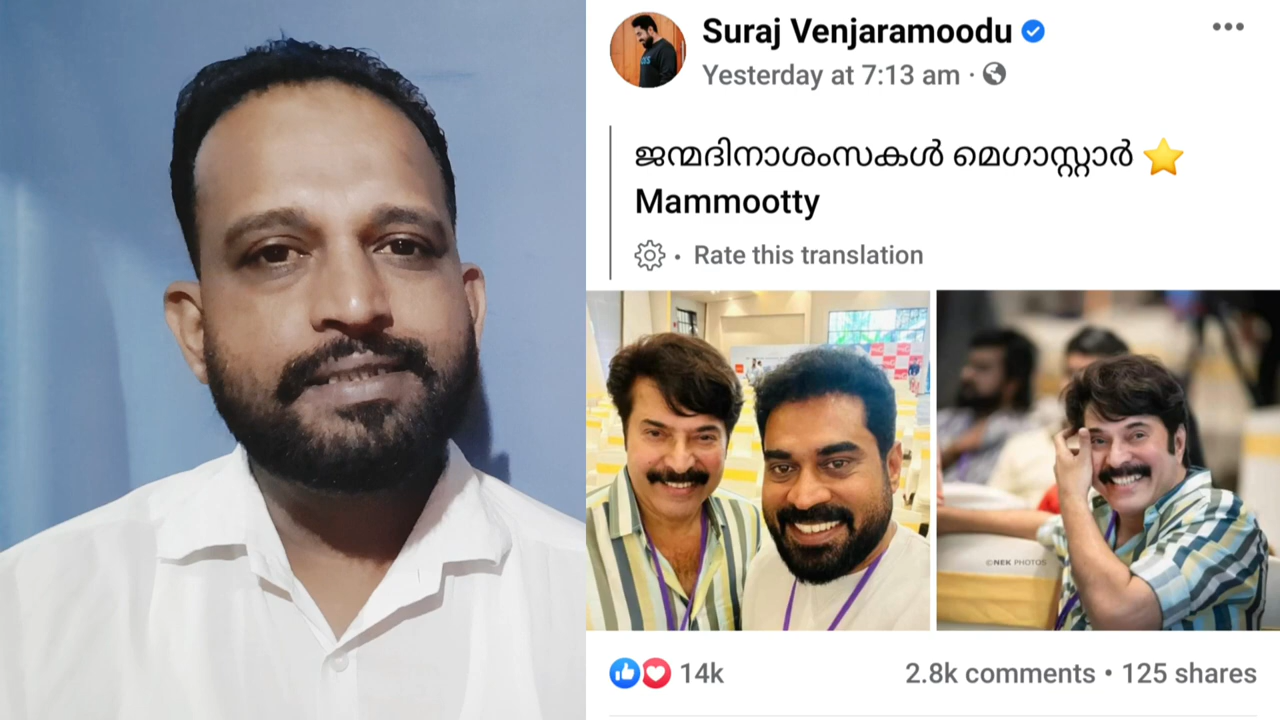 Suraj Venjaramoodu
Yesterday at 7:13 am ·
ജന്മദിനാശംസകൾ മെഗാസ്റ്റാർ ⭐
Mammootty
· Rate this translation
©NEK PHOTOS
14k
2.8k comments • 125 shares